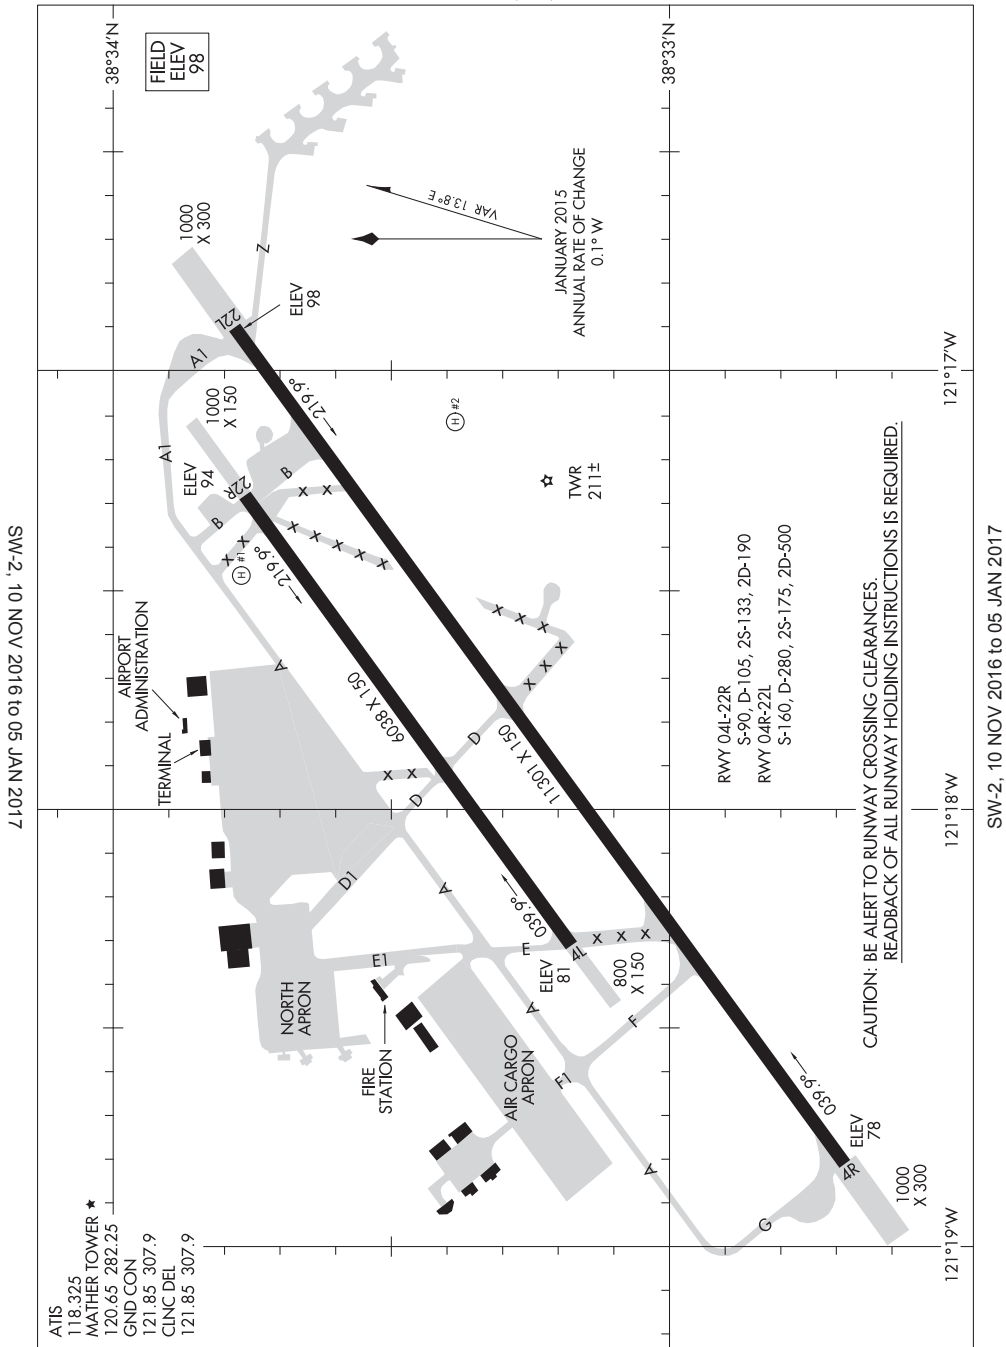 SW-2, 10 NOV 2016 to 05 JAN 2017
ATIS
118.325
MATHER TOWER ★
120.65 282.25
GND CON
121.85 307.9
CLNC DEL
121.85 307.9
FIELD
ELEV
98
38°34'N
38°33'N
VAR 13.8° E
JANUARY 2015
ANNUAL RATE OF CHANGE
0.1° W
1000
X 300
Z
22L
ELEV
98
A1
1000
X 150
219.9°
H #2
A1
ELEV
94
22R
B
B
X X
X X X X X
X X
H #1
219.9°
TWR
211±
121°17'W
AIRPORT
ADMINISTRATION
TERMINAL
A
6038 X 150
X X X
X X X
D
11301 X 150
X X
D
D1
A
039.9°
4L
ELEV
81
E
X X X
800
X 150
E1
NORTH
APRON
FIRE
STATION
A
F
F1
AIR CARGO
APRON
A
039.9°
4R
ELEV
78
1000
X 300
G
RWY 04L-22R
S-90, D-105, 2S-133, 2D-190
RWY 04R-22L
S-160, D-280, 2S-175, 2D-500
CAUTION: BE ALERT TO RUNWAY CROSSING CLEARANCES.
READBACK OF ALL RUNWAY HOLDING INSTRUCTIONS IS REQUIRED.
121°18'W
121°19'W
SW-2, 10 NOV 2016 to 05 JAN 2017